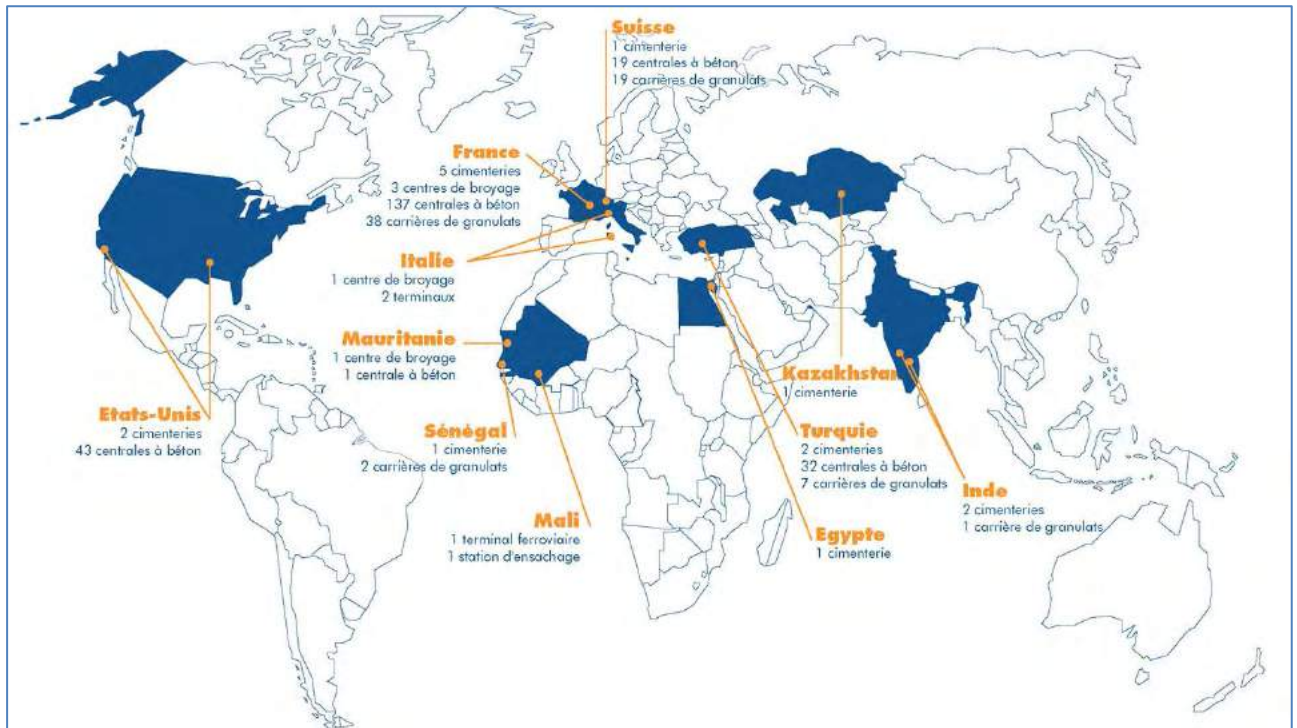 Suisse
1 cimenterie
19 centrales à béton
19 carrières de granulats
France
5 cimenteries
3 centres de broyage
137 centrales à béton
38 carrières de granulats
Italie
1 centre de broyage
2 terminaux
Mauritanie
1 centre de broyage
1 centrale à béton
Etats-Unis
2 cimenteries
43 centrales à béton
Sénégal
1 cimenterie
2 carrières de granulats
Mali
1 terminal ferroviaire
1 station d'ensachage
Kazakhstan
1 cimenterie
Turquie
2 cimenteries
32 centrales à béton
7 carrières de granulats
Egypte
1 cimenterie
Inde
2 cimenteries
1 carrière de granulats